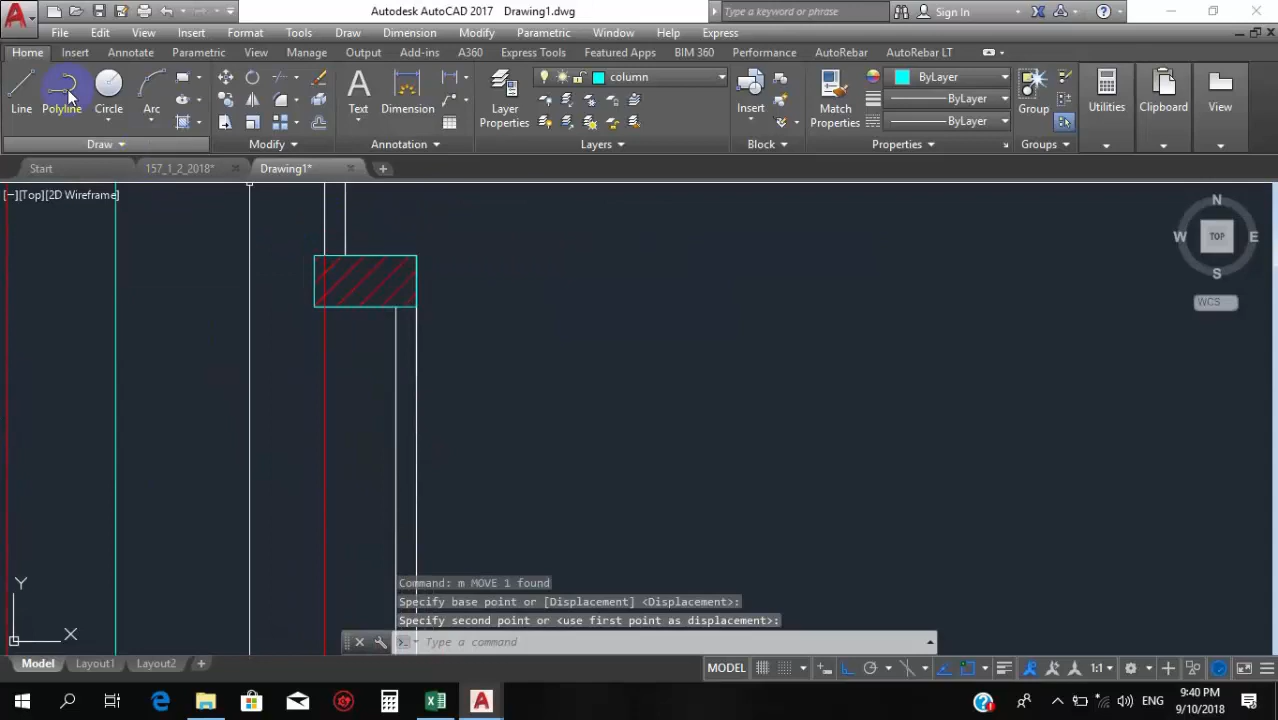 Autodesk AutoCAD 2017 Drawing1.dwg
Type a keyword or phrase
Sign In
File Edit View Insert Format Tools Draw Dimension Modify Parametric Window Help Express
Home Insert Annotate Parametric View Manage Output Add-ins A360 Express Tools Featured Apps BIM 360 Performance AutoRebar AutoRebar LT
Line Polyline Circle Arc
Text Dimension
Layer Properties
column
Insert
Match Properties
ByLayer
ByLayer
ByLayer
Group
Utilities
Clipboard
View
Draw Modify Annotation Layers Block Properties Groups
Start 157_1_2_2018* Drawing1*
[−][Top][2D Wireframe]
N
W TOP E
S
WCS
Y
X
Command: m MOVE 1 found
Specify base point or [Displacement] <Displacement>:
Specify second point or <use first point as displacement>:
Type a command
Model Layout1 Layout2
MODEL
1:1
ENG
9:40 PM
9/10/2018